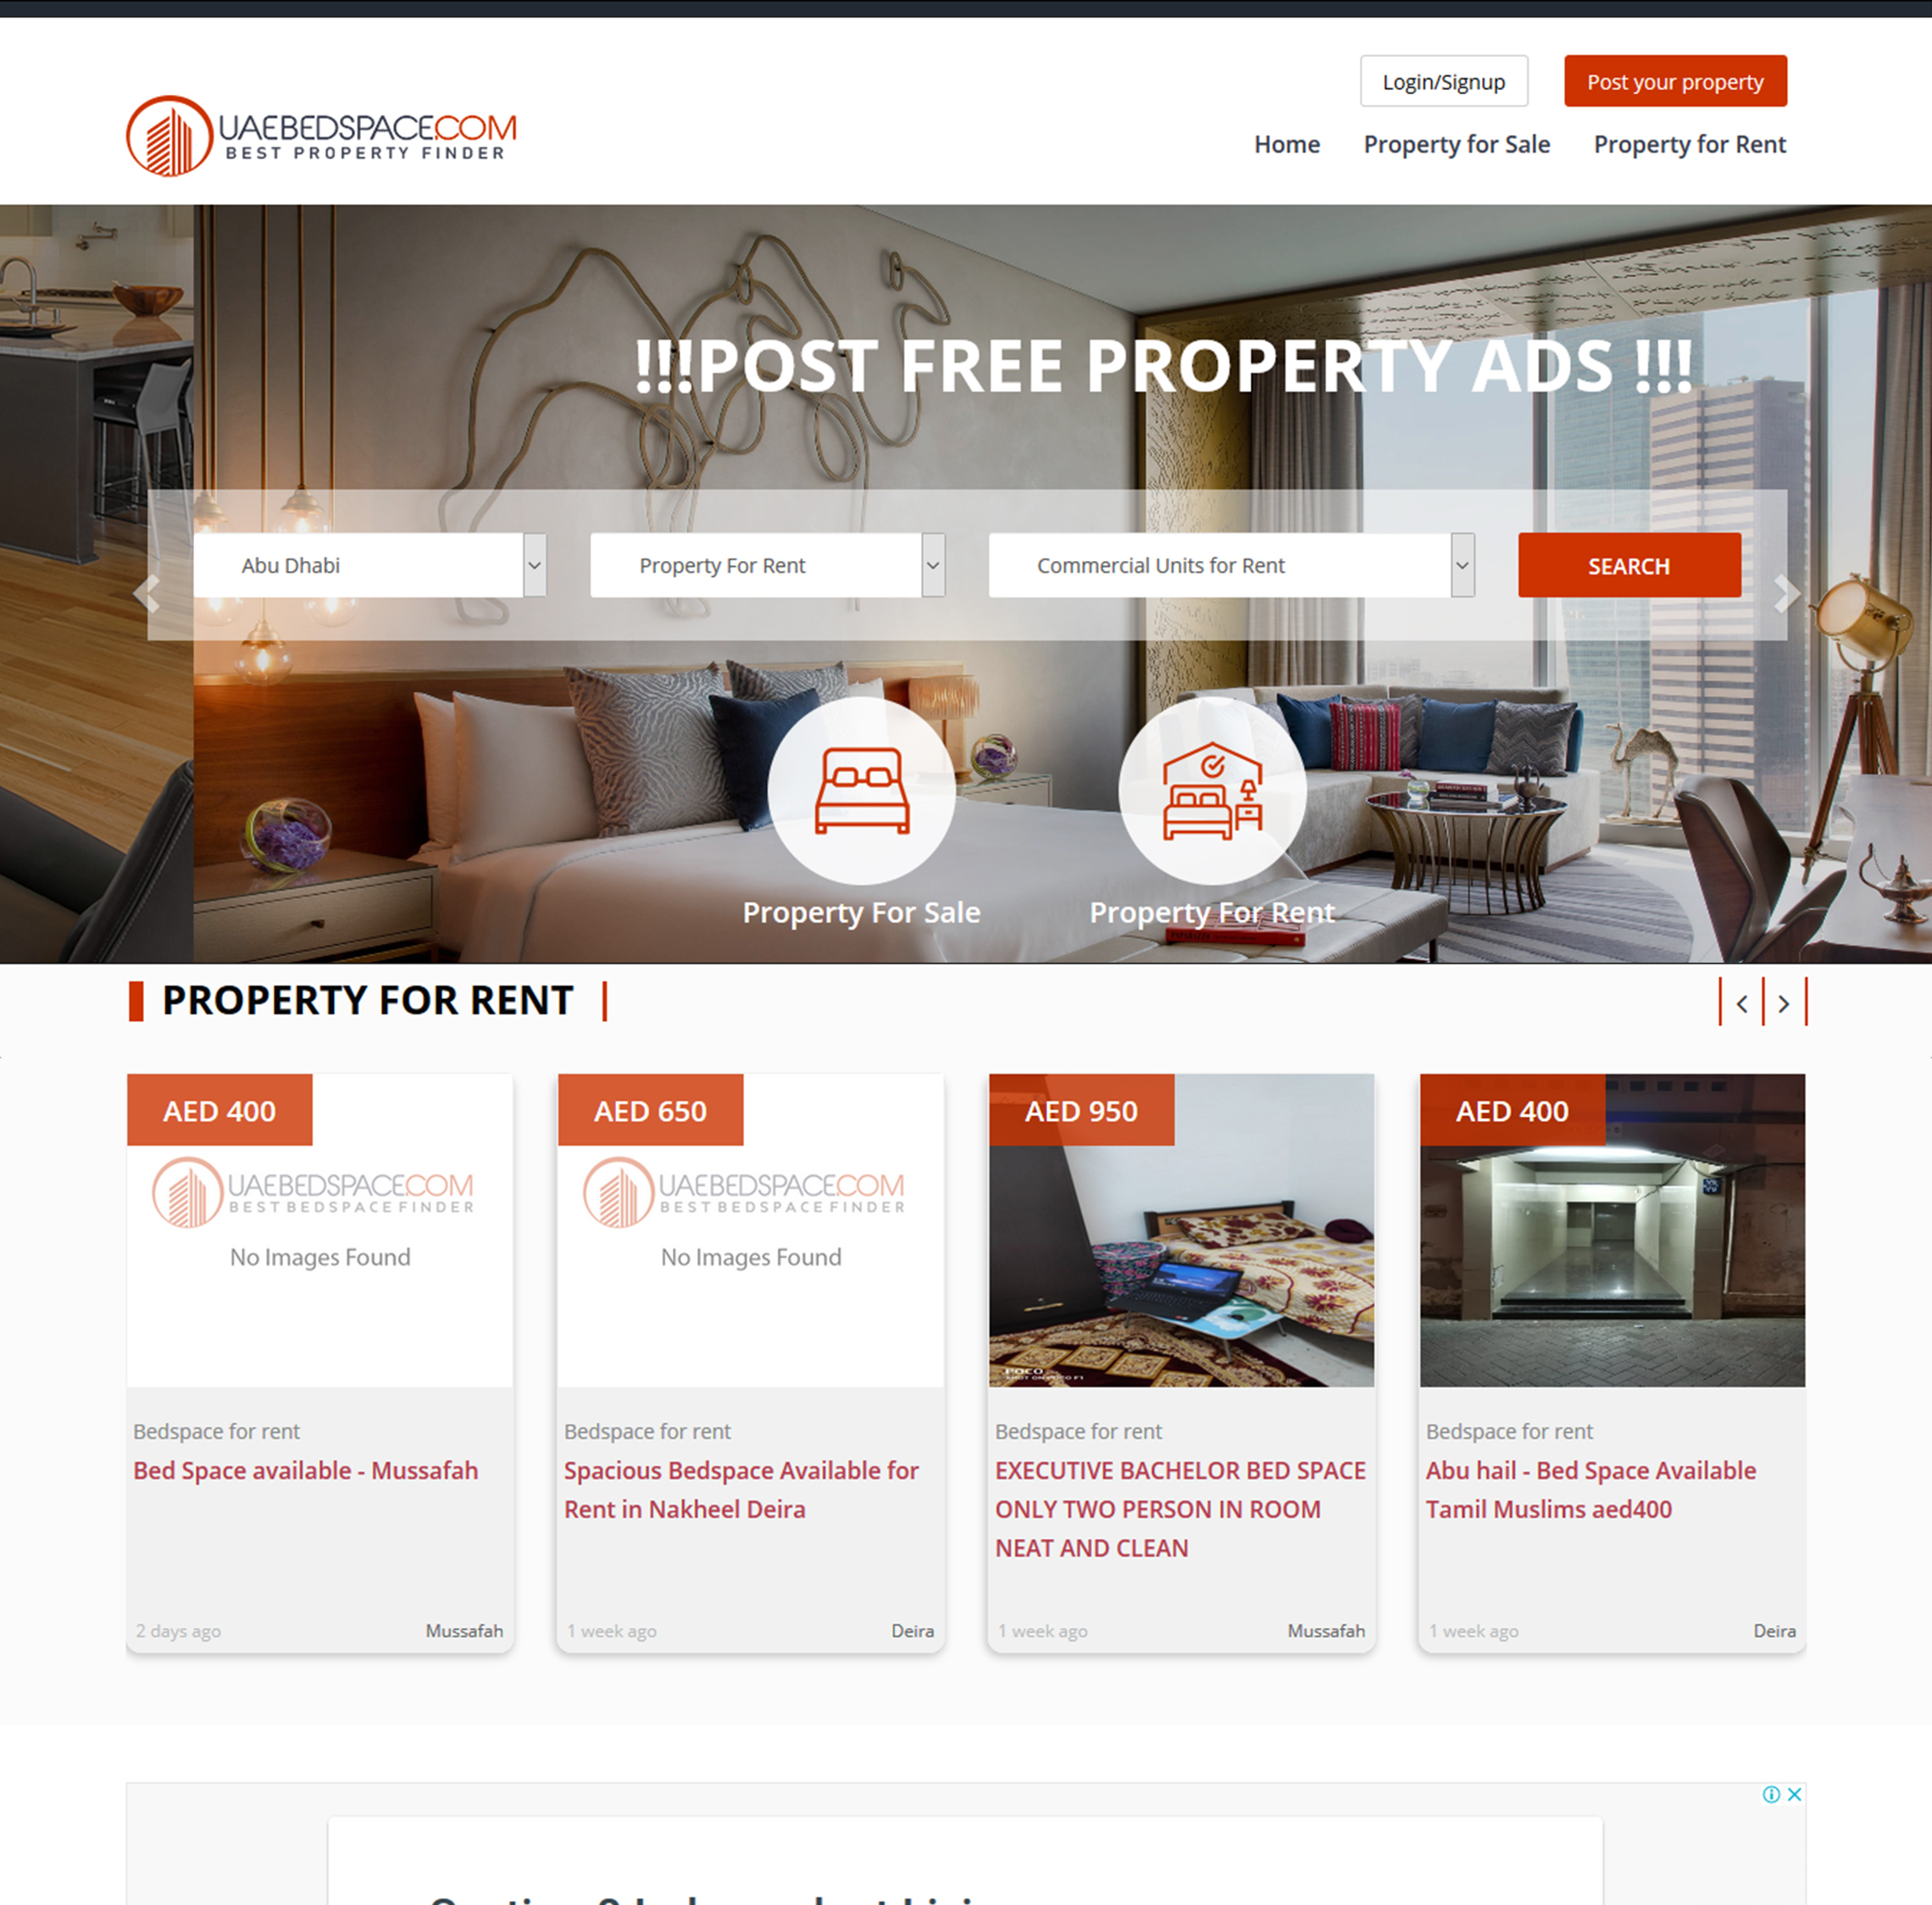 Login/Signup
Post your property
UAEBEDSPACE.COM
BEST PROPERTY FINDER
Home
Property for Sale
Property for Rent
!!!POST FREE PROPERTY ADS !!!
Abu Dhabi
Property For Rent
Commercial Units for Rent
SEARCH
Property For Sale
Property For Rent
PROPERTY FOR RENT
AED 400
UAEBEDSPACE.COM
BEST BEDSPACE FINDER
No Images Found
Bedspace for rent
Bed Space available - Mussafah
2 days ago
Mussafah
AED 650
UAEBEDSPACE.COM
BEST BEDSPACE FINDER
No Images Found
Bedspace for rent
Spacious Bedspace Available for
Rent in Nakheel Deira
1 week ago
Deira
AED 950
POCO
SHOT ON POCO F1
Bedspace for rent
EXECUTIVE BACHELOR BED SPACE
ONLY TWO PERSON IN ROOM
NEAT AND CLEAN
1 week ago
Mussafah
AED 400
Bedspace for rent
Abu hail - Bed Space Available
Tamil Muslims aed400
1 week ago
Deira